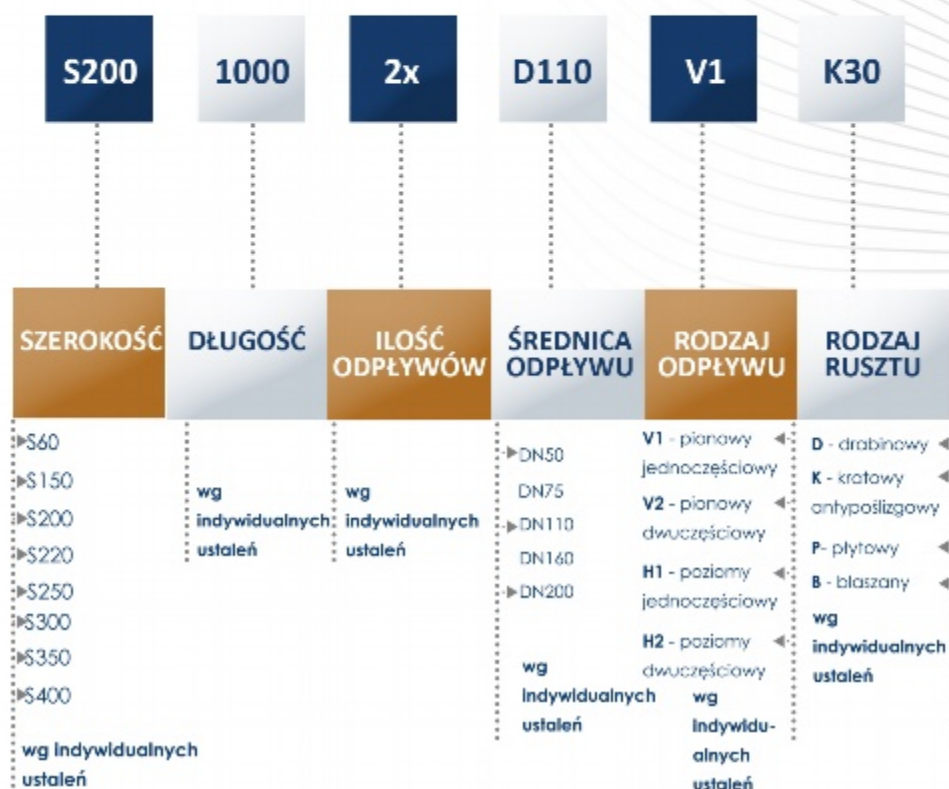 S200
1000
2x
D110
V1
K30
SZEROKOŚĆ
DŁUGOŚĆ
ILOŚĆ
ODPŁYWÓW
ŚREDNICA
ODPŁYWU
RODZAJ
ODPŁYWU
RODZAJ
RUSZTU
S60
S150
S200
S220
S250
S300
S350
S400
wg indywidualnych
ustaleń
wg
indywidualnych
ustaleń
wg
indywidualnych
ustaleń
DN50
DN75
DN110
DN160
DN200
wg
indywidualnych
ustaleń
V1 - pionowy
jednoczęściowy
V2 - pionowy
dwuczęściowy
H1 - poziomy
jednoczęściowy
H2 - poziomy
dwuczęściowy
wg
indywidu-
alnych
ustaleń
D - drabinowy
K - kratowy
antypoślizgowy
P- płytowy
B - blaszany
wg
indywidualnych
ustaleń